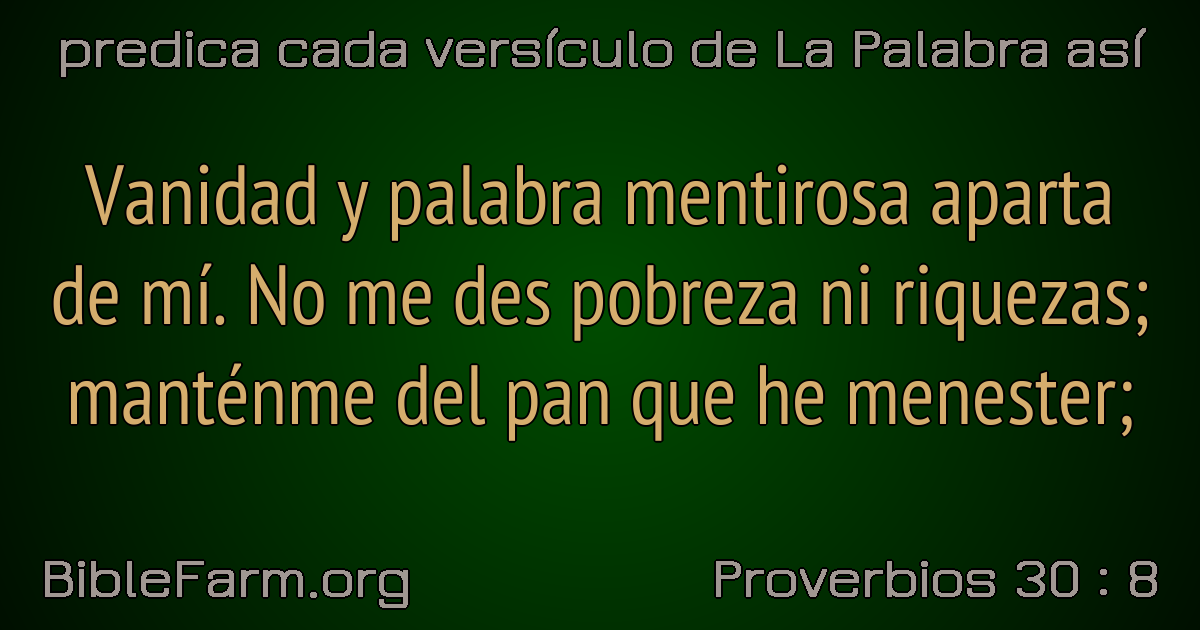 predica cada versículo de La Palabra así
Vanidad y palabra mentirosa aparta
de mí. No me des pobreza ni riquezas;
manténme del pan que he menester;
BibleFarm.org
Proverbios 30 : 8